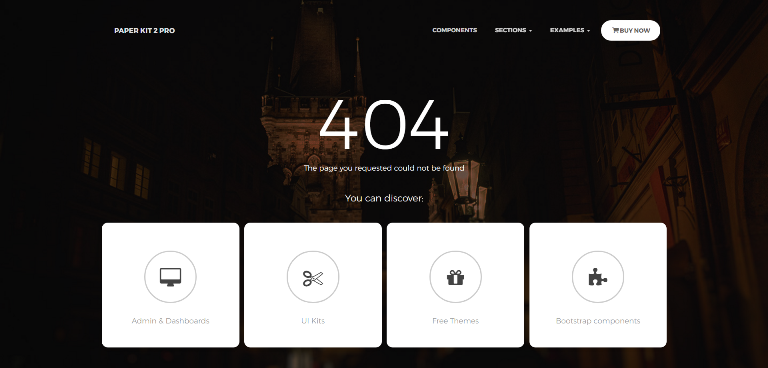 PAPER KIT 2 PRO
COMPONENTS
SECTIONS
EXAMPLES
BUY NOW
404
The page you requested could not be found
You can discover:
Admin & Dashboards
UI Kits
Free Themes
Bootstrap components